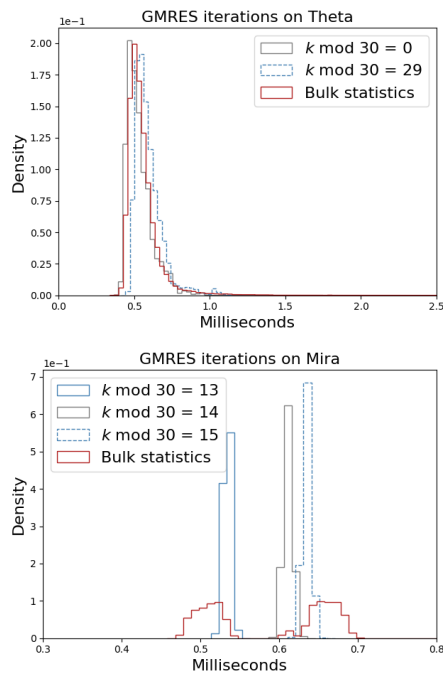 GMRES iterations on Theta
2.00 1e−1
1.75
1.50
1.25
1.00
0.75
0.50
0.25
0.00
Density
k mod 30 = 0
k mod 30 = 29
Bulk statistics
0.0 0.5 1.0 1.5 2.0 2.5
Milliseconds
GMRES iterations on Mira
1e−1
7
6
5
4
3
2
1
0
Density
k mod 30 = 13
k mod 30 = 14
k mod 30 = 15
Bulk statistics
0.3 0.4 0.5 0.6 0.7 0.8
Milliseconds